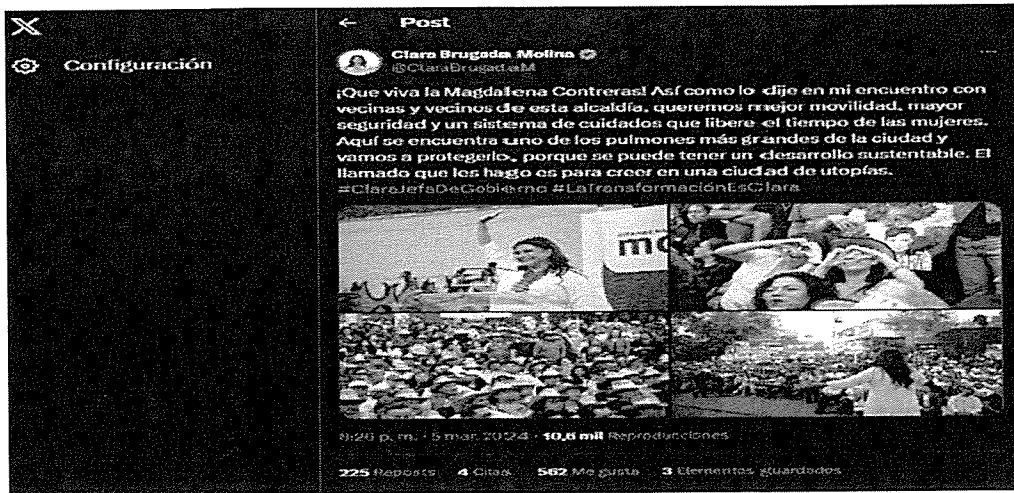 Post
Configuración
Clara Brugada Molina
@ClaraBrugadaM
¡Que viva la Magdalena Contreras! Así como lo dije en mi encuentro con
vecinas y vecinos de esta alcaldía, queremos mejor movilidad, mayor
seguridad y un sistema de cuidados que libere el tiempo de las mujeres.
Aquí se encuentra uno de los pulmones más grandes de la ciudad y
vamos a protegerlo, porque se puede tener un desarrollo sustentable. El
llamado que les hago es para creer en una ciudad de utopías.
#ClaraJefaDeGobierno #LaTransformaciónEsClara
mo
8:26 p. m. · 5 mar. 2024 · 10,6 mil Reproducciones
225 Reposts 4 Citas 562 Me gusta 3 Elementos guardados